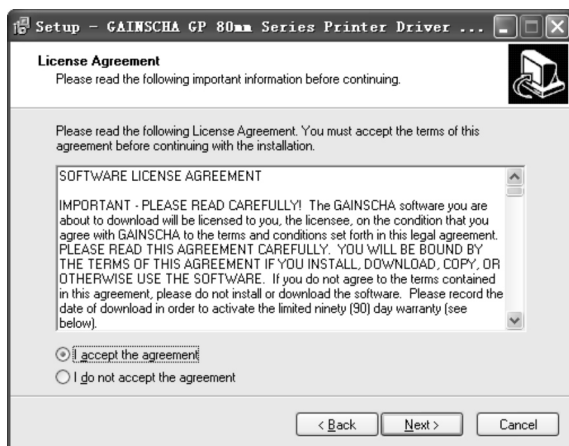 Setup - GAINSCHA GP 80mm Series Printer Driver ...
License Agreement
Please read the following important information before continuing.
Please read the following License Agreement. You must accept the terms of this
agreement before continuing with the installation.
SOFTWARE LICENSE AGREEMENT
IMPORTANT - PLEASE READ CAREFULLY! The GAINSCHA software you are
about to download will be licensed to you, the licensee, on the condition that you
agree with GAINSCHA to the terms and conditions set forth in this legal agreement.
PLEASE READ THIS AGREEMENT CAREFULLY. YOU WILL BE BOUND BY
THE TERMS OF THIS AGREEMENT IF YOU INSTALL, DOWNLOAD, COPY, OR
OTHERWISE USE THE SOFTWARE. If you do not agree to the terms contained
in this agreement, please do not install or download the software. Please record the
date of download in order to activate the limited ninety (90) day warranty (see
below).
I accept the agreement
I do not accept the agreement
< Back Next > Cancel